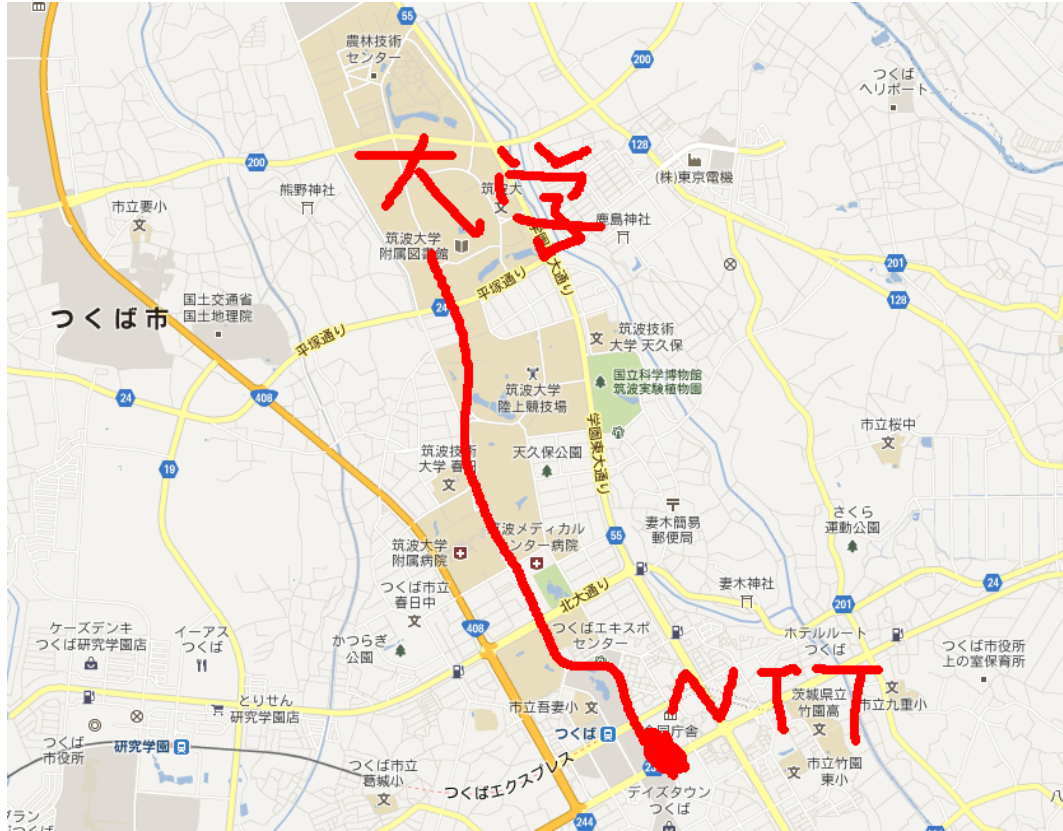 55
農林技術
センター
200
つくば
ヘリポート
128
200
大学
(株)東京電機
熊野神社
筑波大
市立要小
鹿島神社
筑波大学
附属図書館
201
平塚通り
128
国土交通省
国土地理院
24
つくば市
平塚通り
筑波技術
大学 天久保
408
24
国立科学博物館
筑波実験植物園
筑波大学
陸上競技場
市立桜中
学園東大通り
筑波技術
大学 春日
天久保公園
19
さくら
運動公園
妻木簡易
郵便局
筑波メディカル
センター病院
55
筑波大学
附属病院
24
妻木神社
つくば市立
春日中
北大通り
201
408
ケーズデンキ
つくば研究学園店
イーアス
つくば
かつらぎ
公園
つくばエキスポ
センター
ホテルルート
つくば
つくば市役所
上の室保育所
NTT
とりせん
研究学園店
市立吾妻小
茨城県立
竹園高
市立九重小
つくば
市役所
研究学園
つくば
つくば市立
葛城小
つくばエクスプレス
市立竹園
東小
デイズタウン
つくば
244